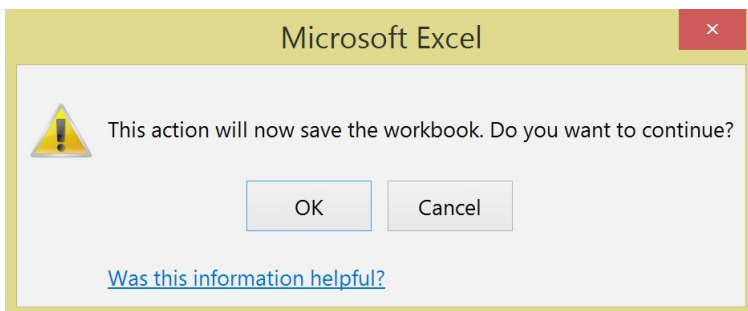 Microsoft Excel
This action will now save the workbook. Do you want to continue?
OK
Cancel
Was this information helpful?